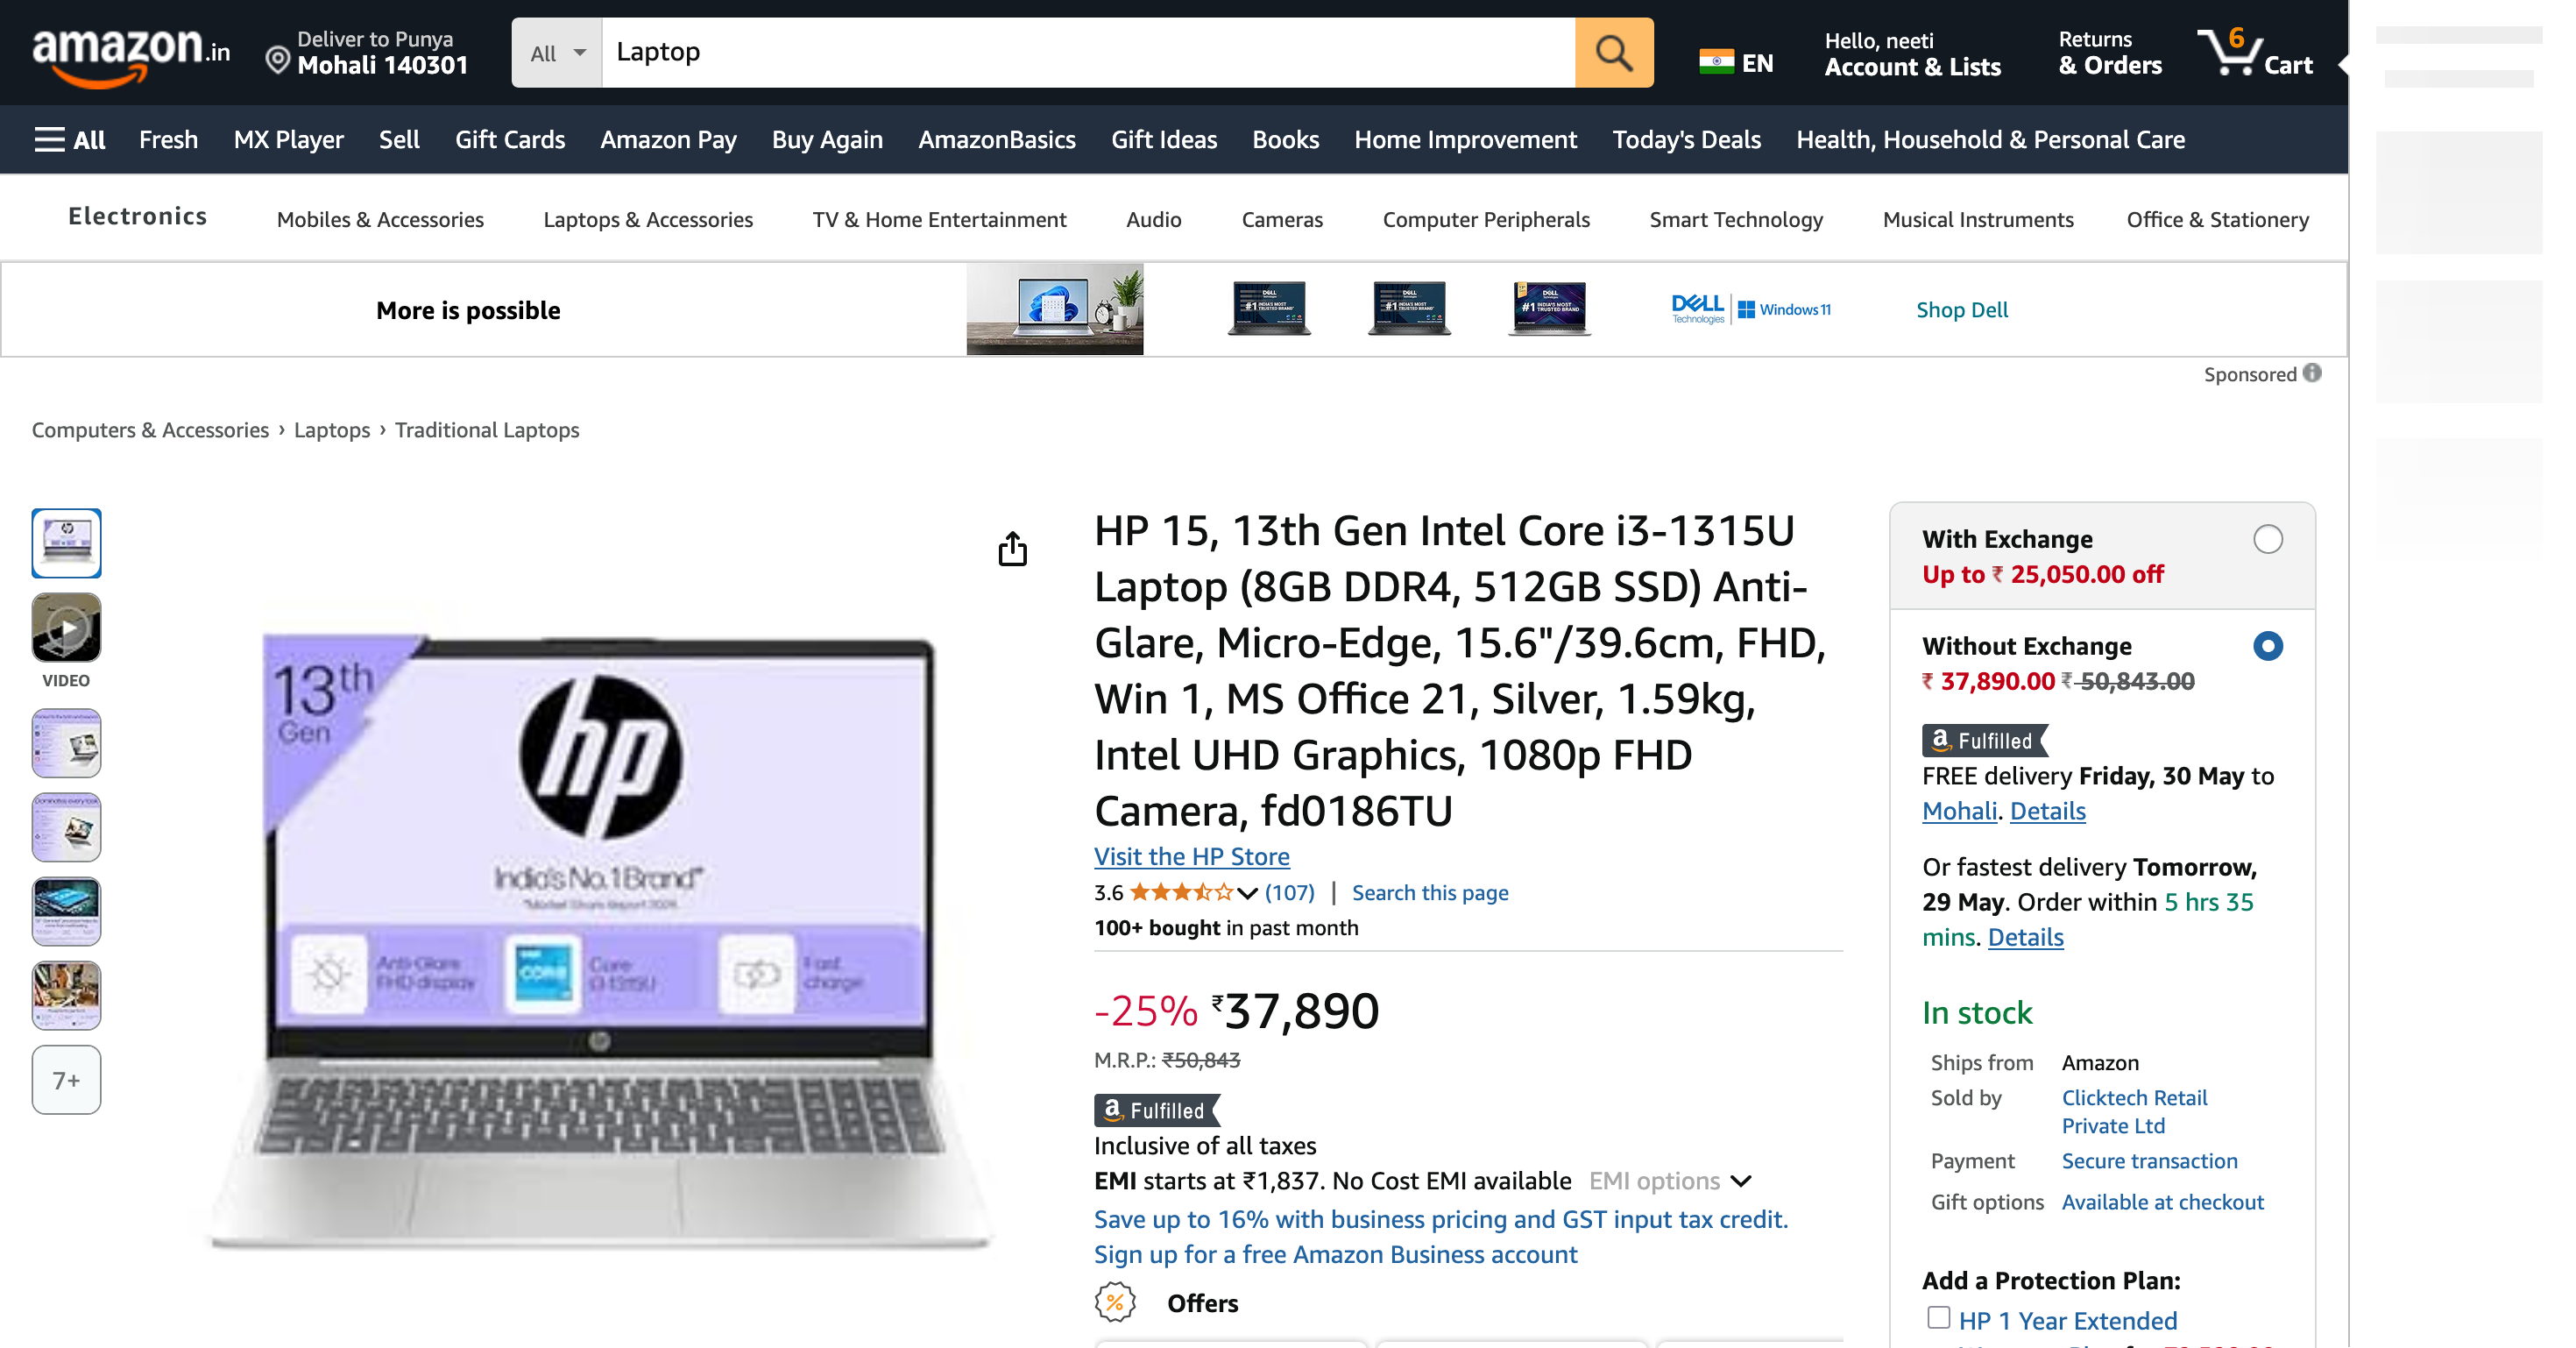 amazon.in
Deliver to Punya
Mohali 140301
All
Laptop
EN
Hello, neeti
Account & Lists
Returns
& Orders
6
Cart
All
Fresh
MX Player
Sell
Gift Cards
Amazon Pay
Buy Again
AmazonBasics
Gift Ideas
Books
Home Improvement
Today's Deals
Health, Household & Personal Care
Electronics
Mobiles & Accessories
Laptops & Accessories
TV & Home Entertainment
Audio
Cameras
Computer Peripherals
Smart Technology
Musical Instruments
Office & Stationery
More is possible
DELL
Technologies
Windows 11
Shop Dell
Sponsored
Computers & Accessories › Laptops › Traditional Laptops
VIDEO
7+
13th
Gen
hp
India's No.1 Brand*
Anti-Glare
FHD display
Core
i3-1315U
Fast
charge
HP 15, 13th Gen Intel Core i3-1315U
Laptop (8GB DDR4, 512GB SSD) Anti-
Glare, Micro-Edge, 15.6"/39.6cm, FHD,
Win 1, MS Office 21, Silver, 1.59kg,
Intel UHD Graphics, 1080p FHD
Camera, fd0186TU
Visit the HP Store
3.6 (107) | Search this page
100+ bought in past month
-25% ₹37,890
M.R.P.: ₹50,843
a Fulfilled
Inclusive of all taxes
EMI starts at ₹1,837. No Cost EMI available EMI options
Save up to 16% with business pricing and GST input tax credit.
Sign up for a free Amazon Business account
% Offers
With Exchange
Up to ₹ 25,050.00 off
Without Exchange
₹ 37,890.00 ₹ 50,843.00
a Fulfilled
FREE delivery Friday, 30 May to
Mohali. Details
Or fastest delivery Tomorrow,
29 May. Order within 5 hrs 35
mins. Details
In stock
Ships from Amazon
Sold by Clicktech Retail
Private Ltd
Payment Secure transaction
Gift options Available at checkout
Add a Protection Plan:
HP 1 Year Extended